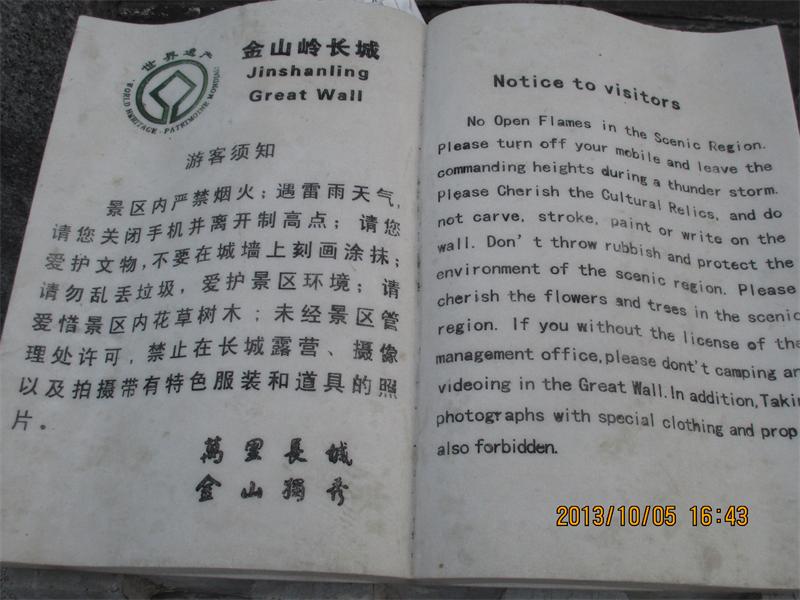 世界遗产
WORLD HERITAGE · PATRIMOINE MONDIAL
金山岭长城
Jinshanling
Great Wall
游客须知
景区内严禁烟火；遇雷雨天气，
请您关闭手机并离开制高点；请您
爱护文物，不要在城墙上刻画涂抹；
请勿乱丢垃圾，爱护景区环境；请
爱惜景区内花草树木；未经景区管
理处许可，禁止在长城露营、摄像
以及拍摄带有特色服装和道具的照
片。
萬里長城
金山獨秀
Notice to visitors
No Open Flames in the Scenic Region.
Please turn off your mobile and leave the
commanding heights during a thunder storm.
Please Cherish the Cultural Relics, and do
not carve, stroke, paint or write on the
wall. Don't throw rubbish and protect the
environment of the scenic region. Please
cherish the flowers and trees in the scenic
region. If you without the license of the
management office,please dont't camping an
videoing in the Great Wall.In addition,Takin
photographs with special clothing and prop
also forbidden.
2013/10/05 16:43